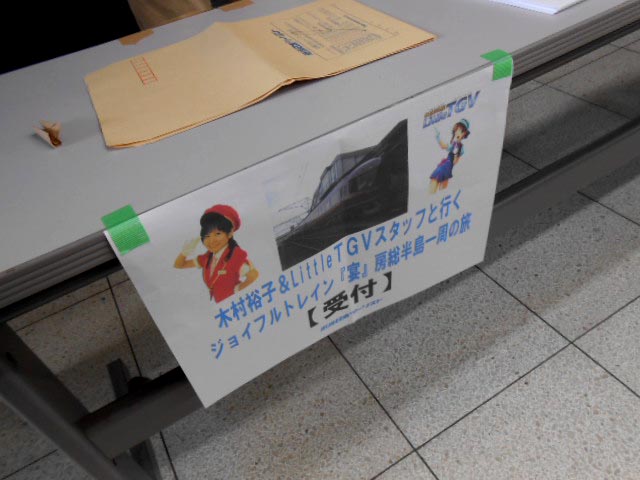 LittleTGV
木村裕子&LittleTGVスタッフと行く
ジョイフルトレイン『宴』房総半島一周の旅
【受付】